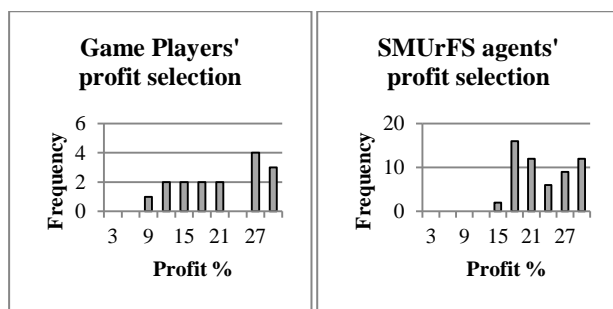 Game Players'
profit selection
6
4
2
0
Frequency
3 9 15 21 27
Profit %
SMUrFS agents'
profit selection
20
10
0
Frequency
3 9 15 21 27
Profit %